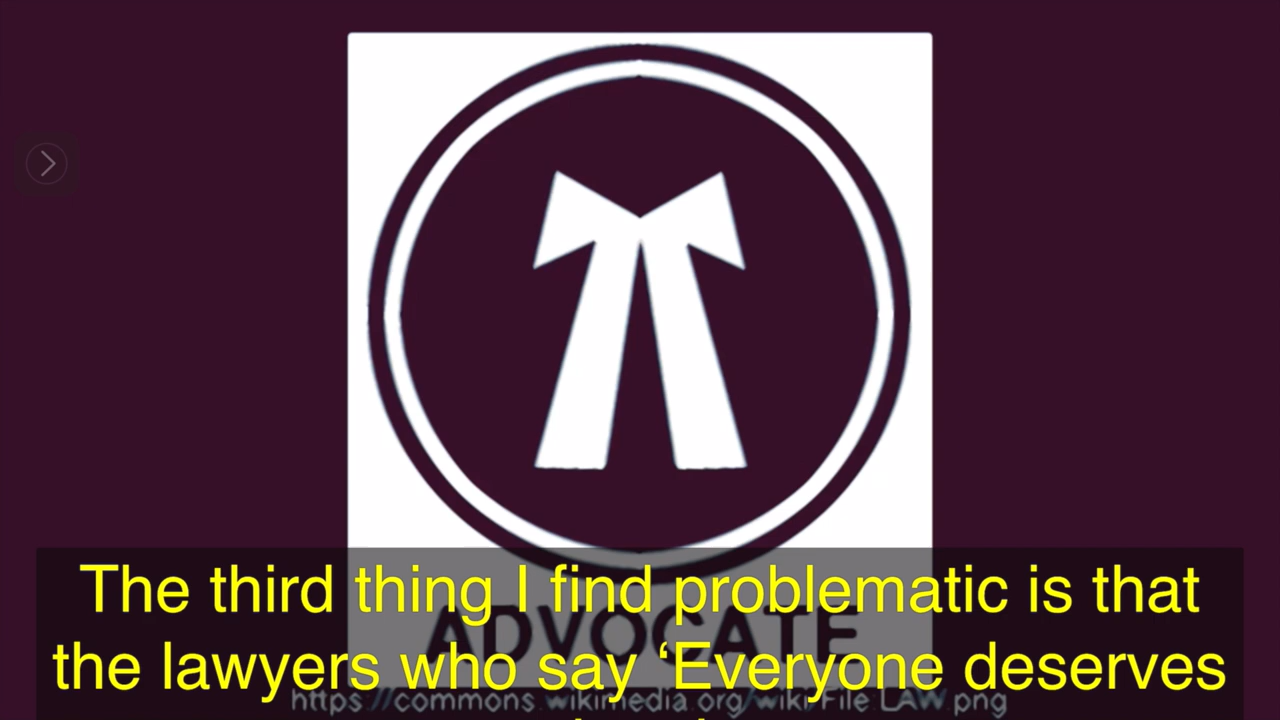 The third thing I find problematic is that
ADVOCATE
the lawyers who say ‘Everyone deserves
https://commons.wikimedia.org/wiki/File:LAW.png